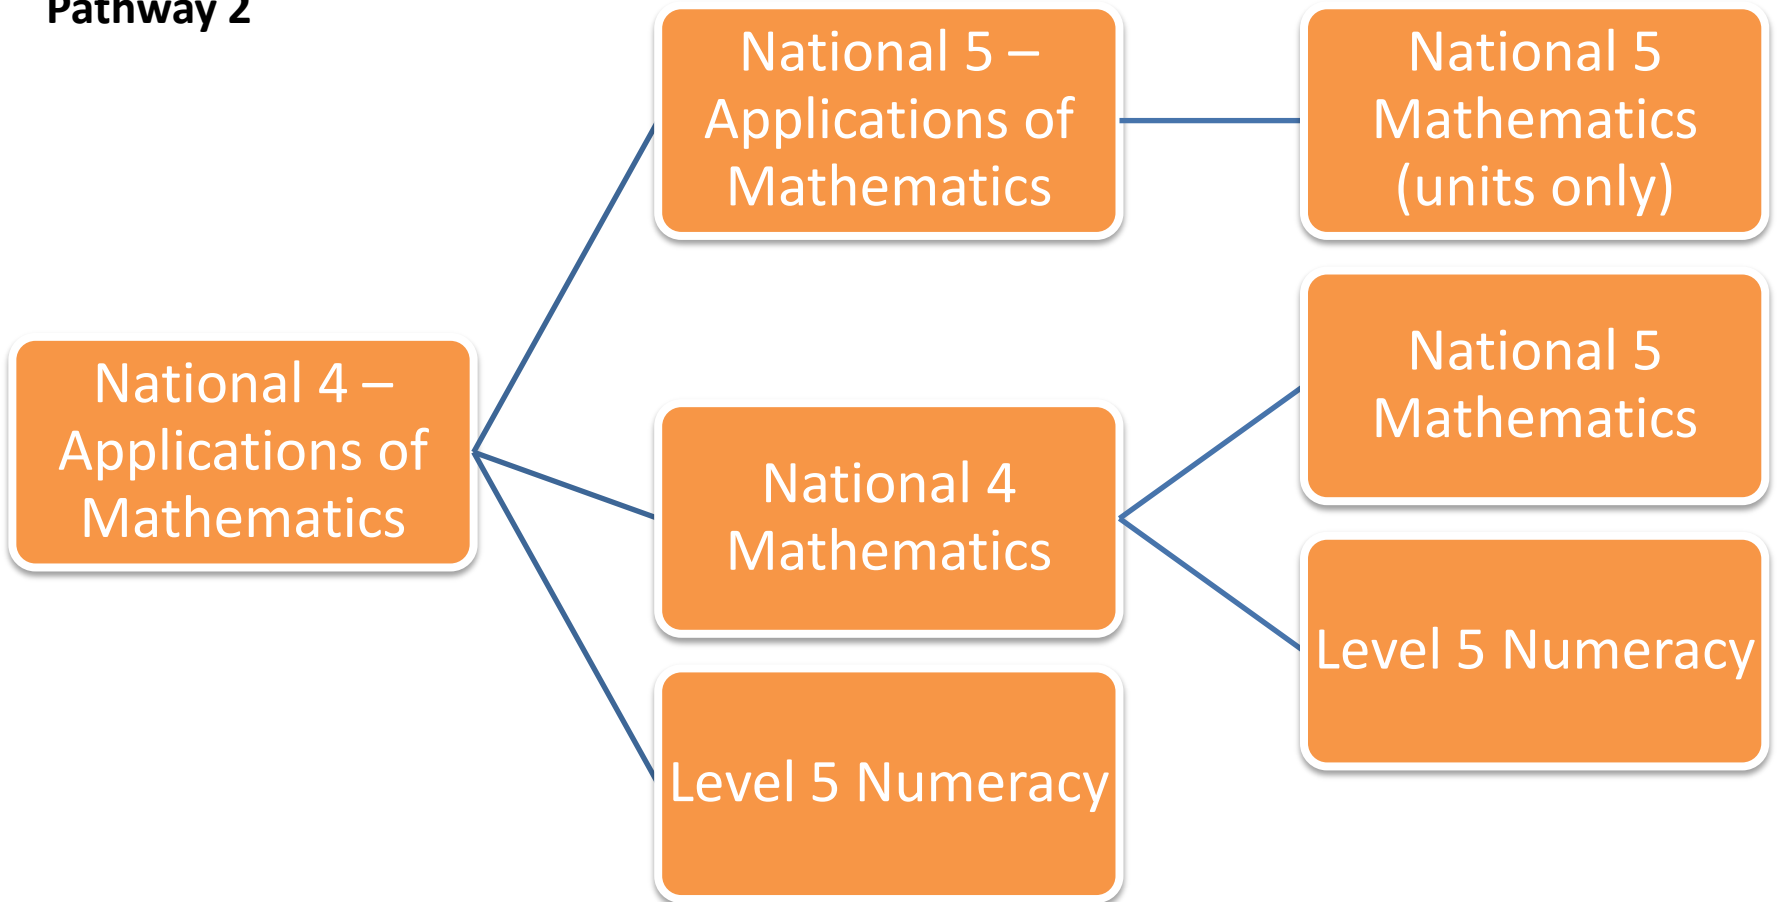 Pathway 2
National 5 –
Applications of
Mathematics
National 5
Mathematics
(units only)
National 4 –
Applications of
Mathematics
National 4
Mathematics
Level 5 Numeracy
National 5
Mathematics
Level 5 Numeracy